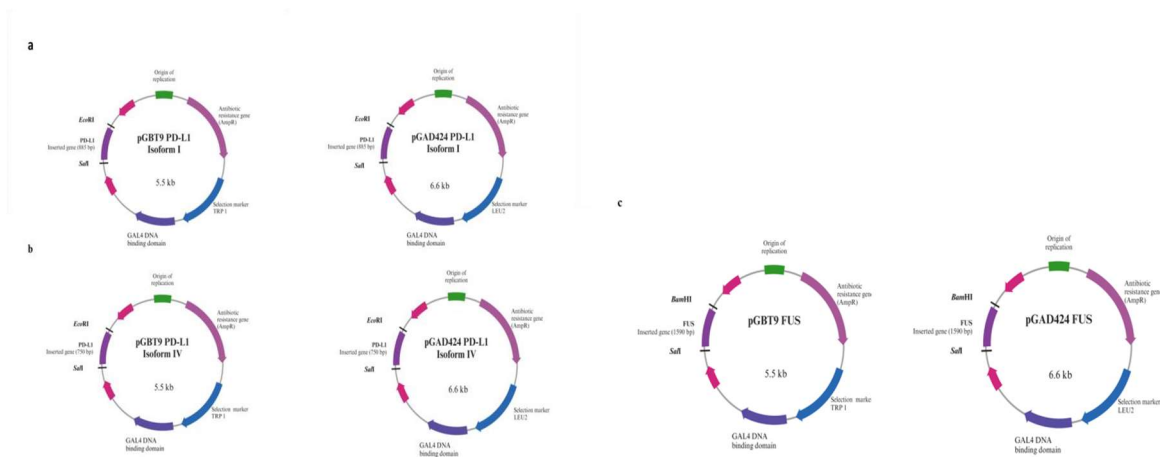 a
Origin of
replication
Antibiotic
resistance gene
(AmpR)
EcoRI
PD-L1
Inserted gene (885 bp)
SalI
pGBT9 PD-L1
Isoform I
5.5 kb
Selection marker
TRP 1
GAL4 DNA
binding domain
Origin of
replication
Antibiotic
resistance gene
(AmpR)
EcoRI
PD-L1
Inserted gene (885 bp)
SalI
pGAD424 PD-L1
Isoform I
6.6 kb
Selection marker
LEU2
GAL4 DNA
binding domain
b
Origin of
replication
Antibiotic
resistance gene
(AmpR)
EcoRI
PD-L1
Inserted gene (750 bp)
SalI
pGBT9 PD-L1
Isoform IV
5.5 kb
Selection marker
TRP 1
GAL4 DNA
binding domain
Origin of
replication
Antibiotic
resistance gene
(AmpR)
EcoRI
PD-L1
Inserted gene (750 bp)
SalI
pGAD424 PD-L1
Isoform IV
6.6 kb
Selection marker
LEU2
GAL4 DNA
binding domain
c
Origin of
replication
Antibiotic
resistance gen
(AmpR)
BamHI
FUS
Inserted gene (1590 bp)
SalI
pGBT9 FUS
5.5 kb
Selection marke
TRP 1
GAL4 DNA
binding domain
Origin of
replication
Antibiotic
resistance gen
(AmpR)
BamHI
FUS
Inserted gene (1590 bp)
SalI
pGAD424 FUS
6.6 kb
Selection marker
LEU2
GAL4 DNA
binding domain